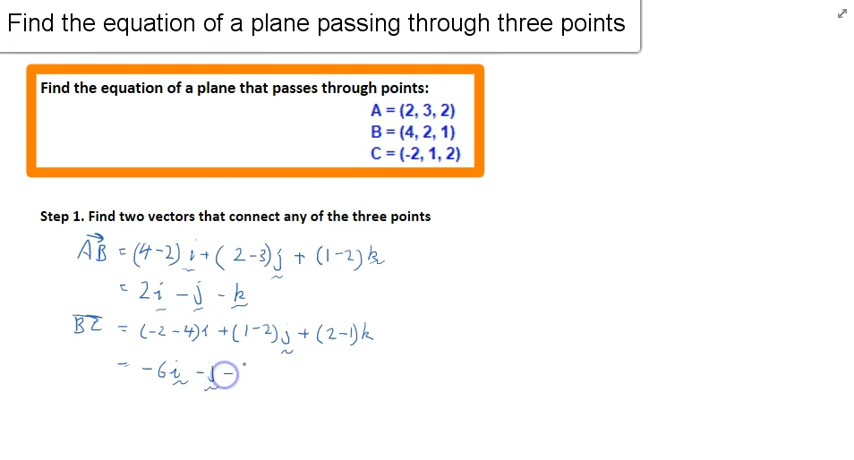 Find the equation of a plane passing through three points
Find the equation of a plane that passes through points:
A = (2, 3, 2)
B = (4, 2, 1)
C = (-2, 1, 2)
Step 1. Find two vectors that connect any of the three points
AB = (4-2)i + (2-3)j + (1-2)k
= 2i - j - k
BC = (-2-4)i + (1-2)j + (2-1)k
= -6i - j -